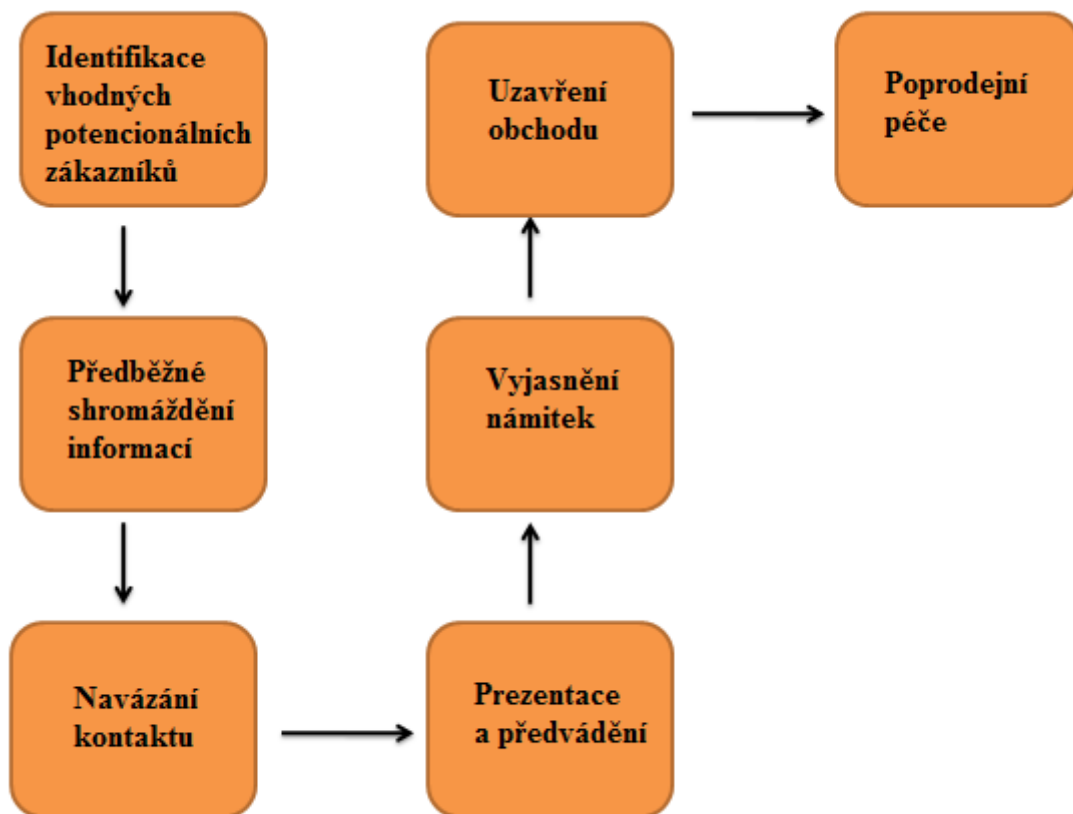 Identifikace
vhodných
potencionálních
zákazníků
Předběžné
shromáždění
informací
Navázání
kontaktu
Prezentace
a předvádění
Vyjasnění
námitek
Uzavření
obchodu
Poprodejní
péče